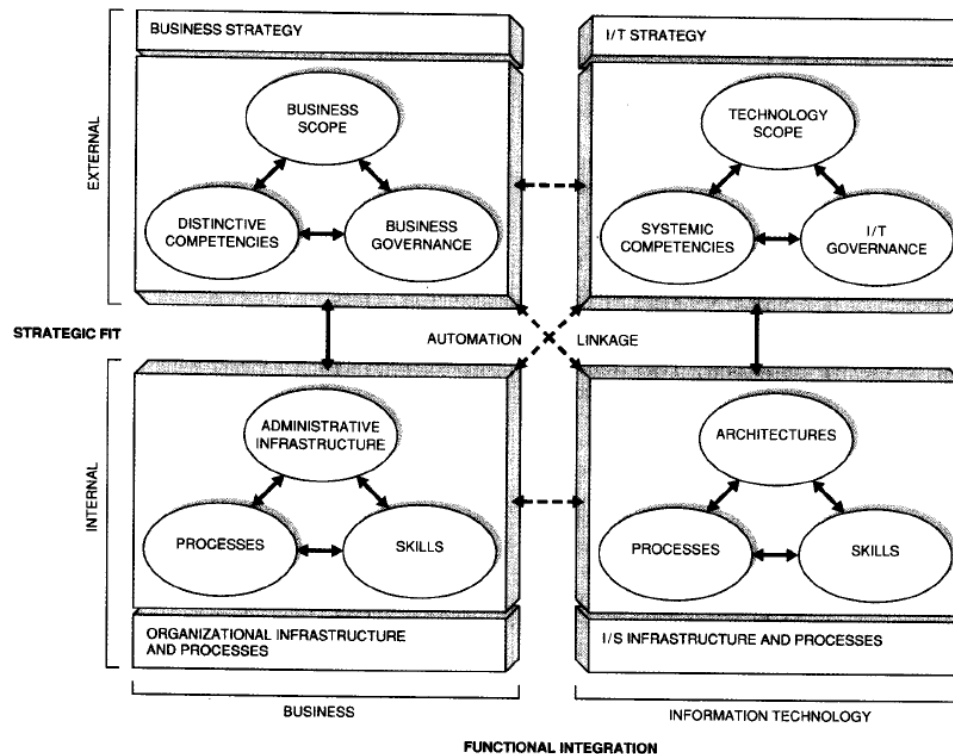 BUSINESS STRATEGY
I/T STRATEGY
EXTERNAL
BUSINESS
SCOPE
DISTINCTIVE
COMPETENCIES
BUSINESS
GOVERNANCE
TECHNOLOGY
SCOPE
SYSTEMIC
COMPETENCIES
I/T
GOVERNANCE
STRATEGIC FIT
AUTOMATION
LINKAGE
INTERNAL
ADMINISTRATIVE
INFRASTRUCTURE
PROCESSES
SKILLS
ARCHITECTURES
PROCESSES
SKILLS
ORGANIZATIONAL INFRASTRUCTURE
AND PROCESSES
I/S INFRASTRUCTURE AND PROCESSES
BUSINESS
INFORMATION TECHNOLOGY
FUNCTIONAL INTEGRATION